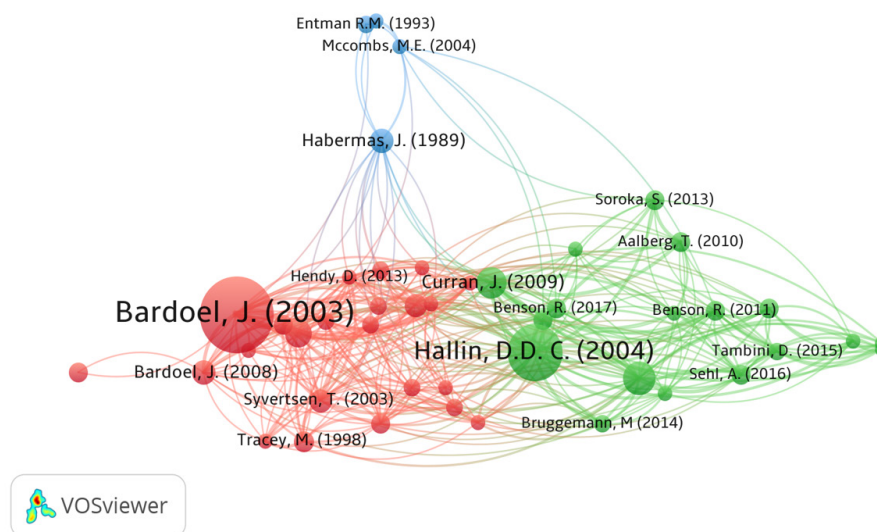 Entman R.M. (1993)
Mccombs, M.E. (2004)
Habermas, J. (1989)
Soroka, S. (2013)
Aalberg, T. (2010)
Hendy, D. (2013)
Curran, J. (2009)
Bardoel, J. (2003)
Benson, R. (2017)
Benson, R. (2011)
Hallin, D.D. C. (2004)
Tambini, D. (2015)
Bardoel, J. (2008)
Sehl, A. (2016)
Syvertsen, T. (2003)
Bruggemann, M (2014)
Tracey, M. (1998)
VOSviewer